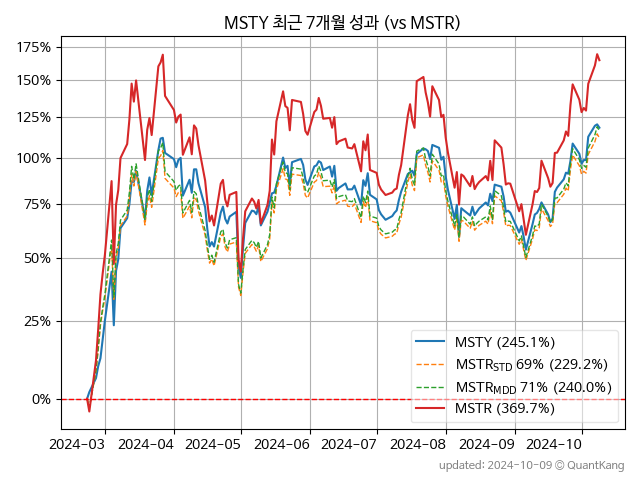 MSTY 최근 7개월 성과 (vs MSTR)
175%
150%
125%
100%
75%
50%
25%
0%
MSTY (245.1%)
MSTR_STD 69% (229.2%)
MSTR_MDD 71% (240.0%)
MSTR (369.7%)
2024-03 2024-04 2024-05 2024-06 2024-07 2024-08 2024-09 2024-10
updated: 2024-10-09 © QuantKang